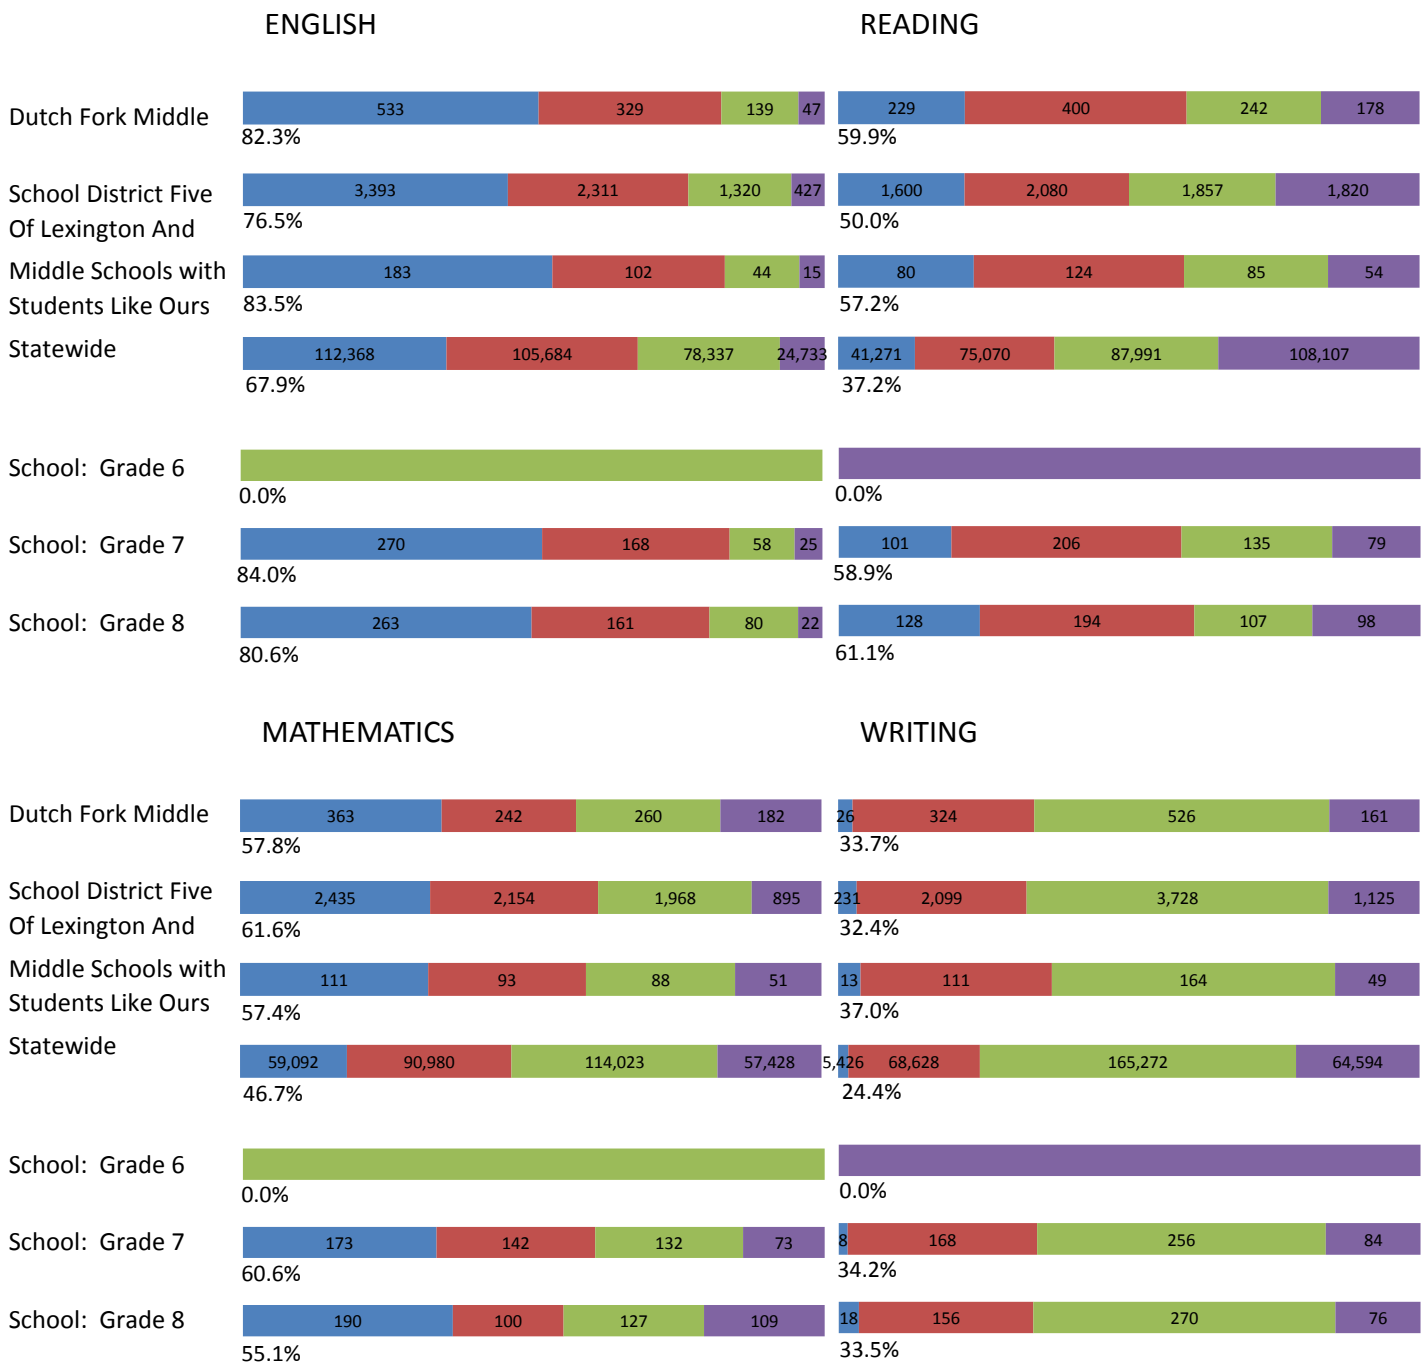 ENGLISH READING
Dutch Fork Middle 533 329 139 47 229 400 242 178
82.3% 59.9%
School District Five 3,393 2,311 1,320 427 1,600 2,080 1,857 1,820
Of Lexington And 76.5% 50.0%
Middle Schools with 183 102 44 15 80 124 85 54
Students Like Ours 83.5% 57.2%
Statewide 112,368 105,684 78,337 24,733 41,271 75,070 87,991 108,107
67.9% 37.2%
School: Grade 6
0.0% 0.0%
School: Grade 7 270 168 58 25 101 206 135 79
84.0% 58.9%
School: Grade 8 263 161 80 22 128 194 107 98
80.6% 61.1%
MATHEMATICS WRITING
Dutch Fork Middle 363 242 260 182 26 324 526 161
57.8% 33.7%
School District Five 2,435 2,154 1,968 895 231 2,099 3,728 1,125
Of Lexington And 61.6% 32.4%
Middle Schools with 111 93 88 51 13 111 164 49
Students Like Ours 57.4% 37.0%
Statewide 59,092 90,980 114,023 57,428 5,426 68,628 165,272 64,594
46.7% 24.4%
School: Grade 6
0.0% 0.0%
School: Grade 7 173 142 132 73 8 168 256 84
60.6% 34.2%
School: Grade 8 190 100 127 109 18 156 270 76
55.1% 33.5%